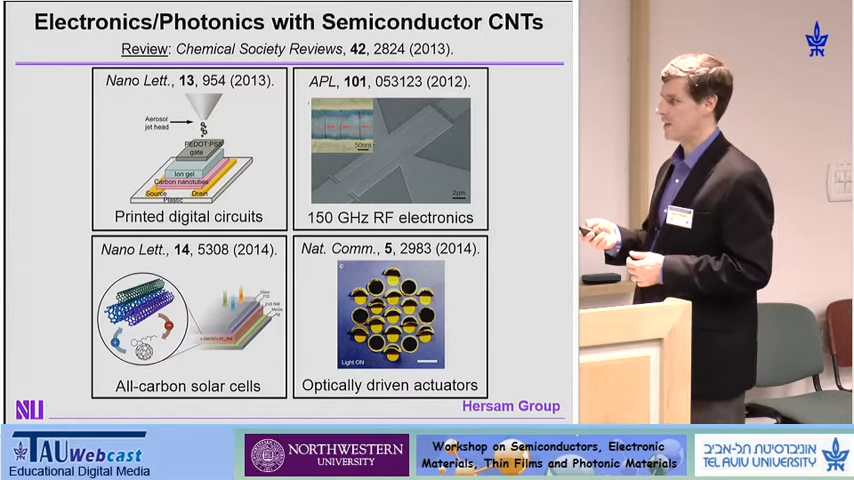 Electronics/Photonics with Semiconductor CNTs
Review: Chemical Society Reviews, 42, 2824 (2013).
Nano Lett., 13, 954 (2013).
Aerosol
jet head
PEDOT:PSS
gate
Ion gel
Carbon nanotubes
Source
Drain
Plastic
Printed digital circuits
APL, 101, 053123 (2012).
50nm
2µm
150 GHz RF electronics
Nano Lett., 14, 5308 (2014).
All-carbon solar cells
Nat. Comm., 5, 2983 (2014).
c
Light ON
Optically driven actuators
NU
Hersam Group
TAU Webcast
Educational Digital Media
NORTHWESTERN
UNIVERSITY
Workshop on Semiconductors, Electronic
Materials, Thin Films and Photonic Materials
אוניברסיטת תל-אביב
TEL AVIV UNIVERSITY